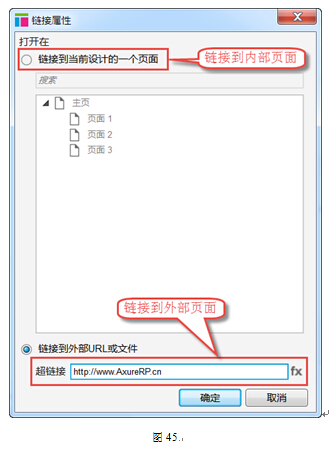 链接属性
打开在
链接到当前设计的一个页面
链接到内部页面
搜索
主页
页面 1
页面 2
页面 3
链接到外部页面
链接到外部URL或文件
超链接 http://www.AxureRP.cn fx
确定 取消
图 45..